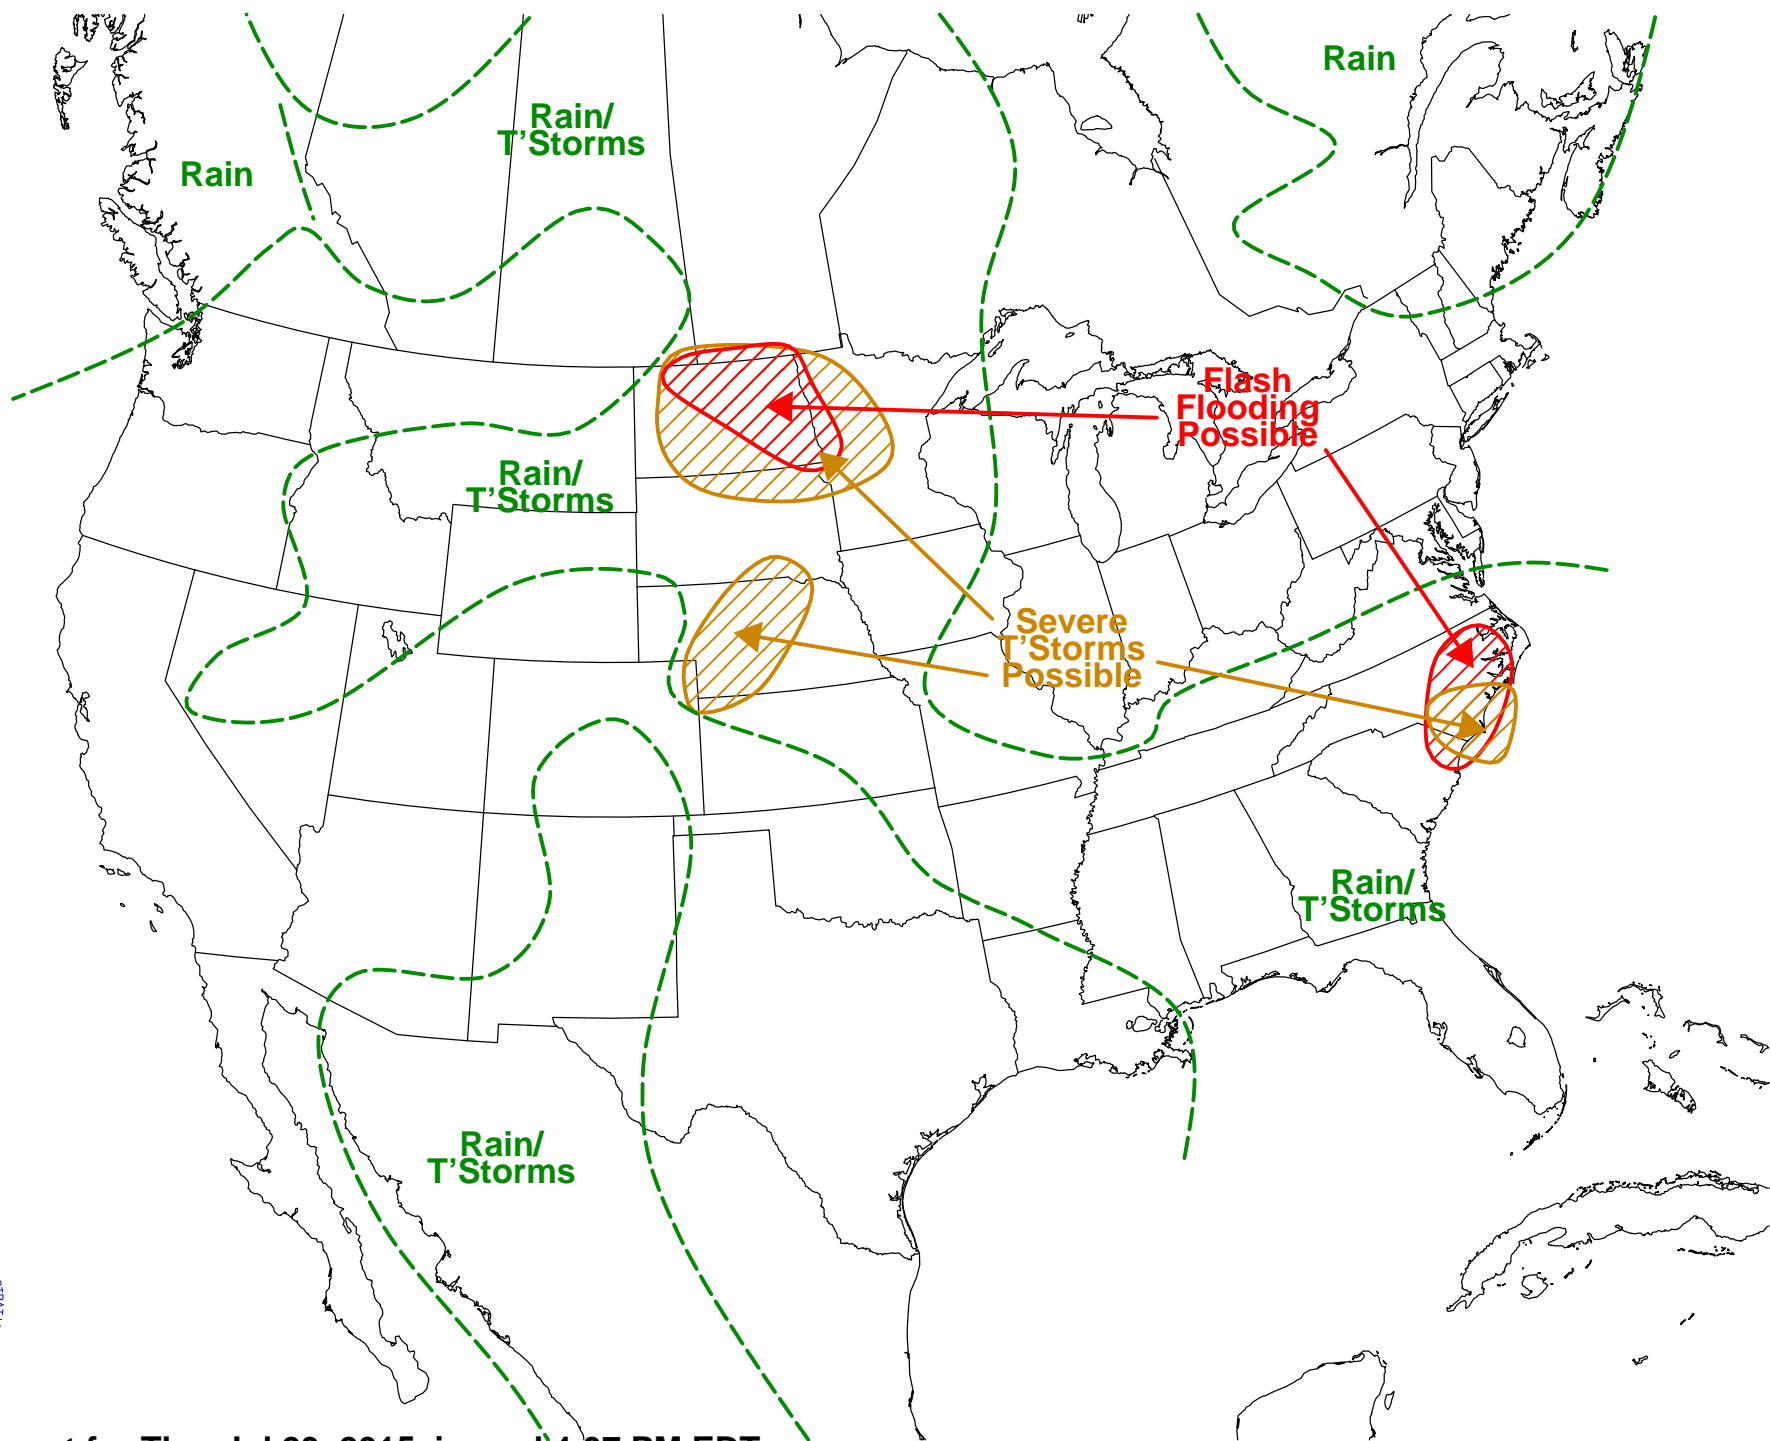 Rain
Rain/
T’Storms
Rain
Flash
Flooding
Possible
Rain/
T’Storms
Severe
T’Storms
Possible
Rain/
T’Storms
Rain/
T’Storms